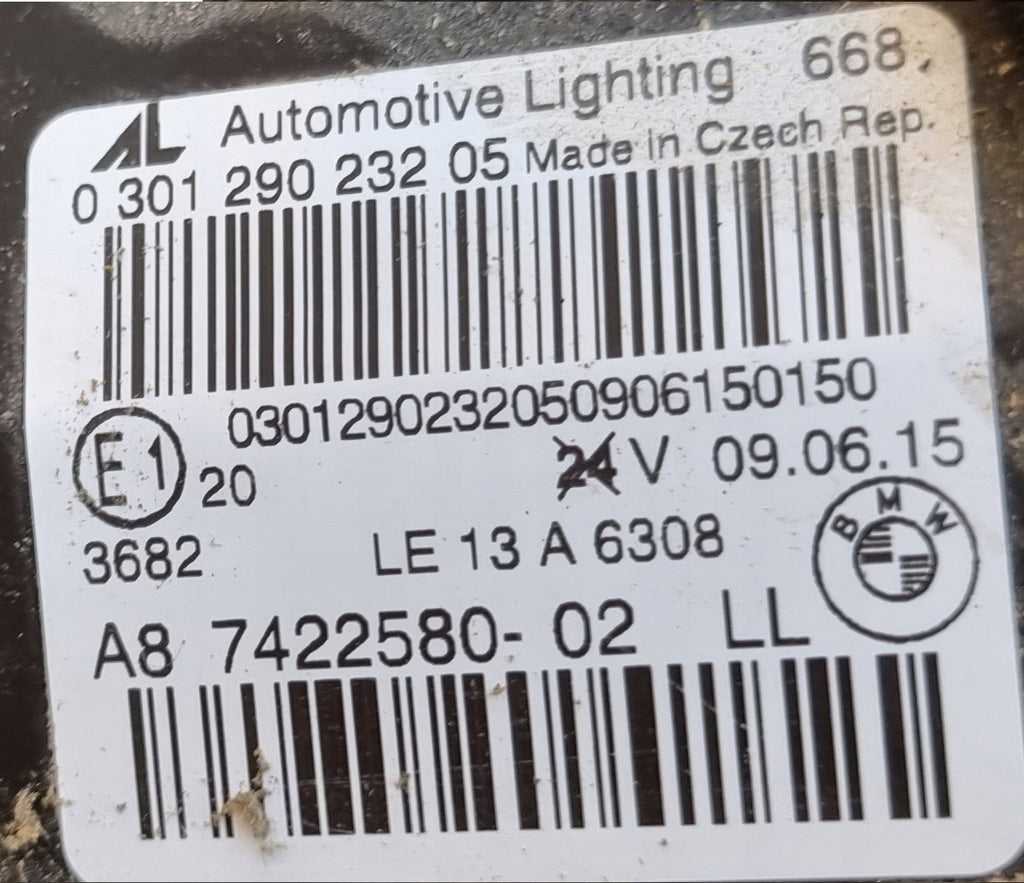 AL Automotive Lighting 668.
0 301 290 232 05 Made in Czech Rep.
0301290232050906150150
E1 20 24 V 09.06.15
3682 LE 13 A 6308 BMW
A8 7422580-02 LL